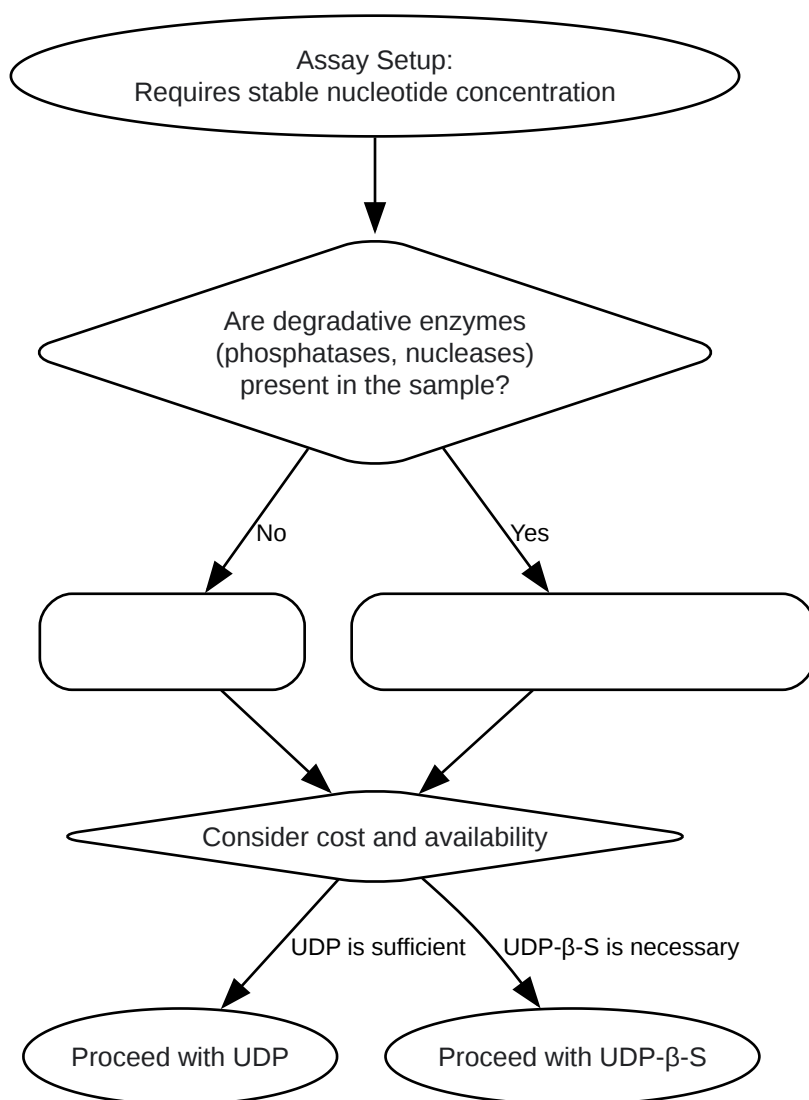 Assay Setup:
Requires stable nucleotide concentration
Are degradative enzymes
(phosphatases, nucleases)
present in the sample?
No
Yes
Consider cost and availability
UDP is sufficient
UDP-β-S is necessary
Proceed with UDP
Proceed with UDP-β-S